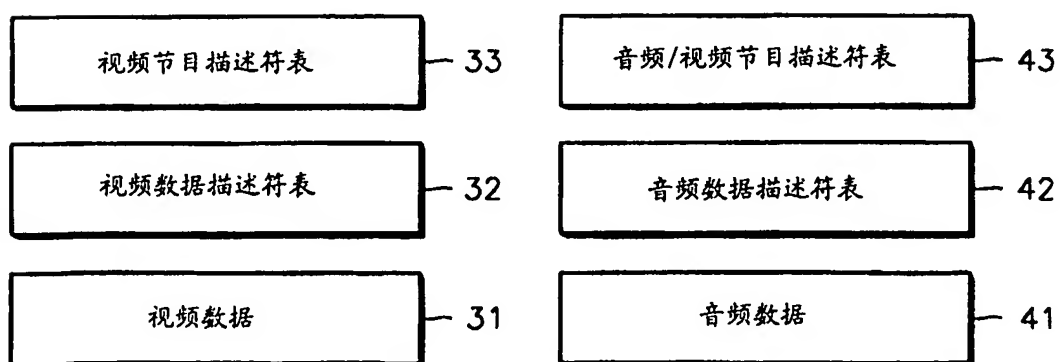 视频节目描述符表 33
音频/视频节目描述符表 43
视频数据描述符表 32
音频数据描述符表 42
视频数据 31
音频数据 41